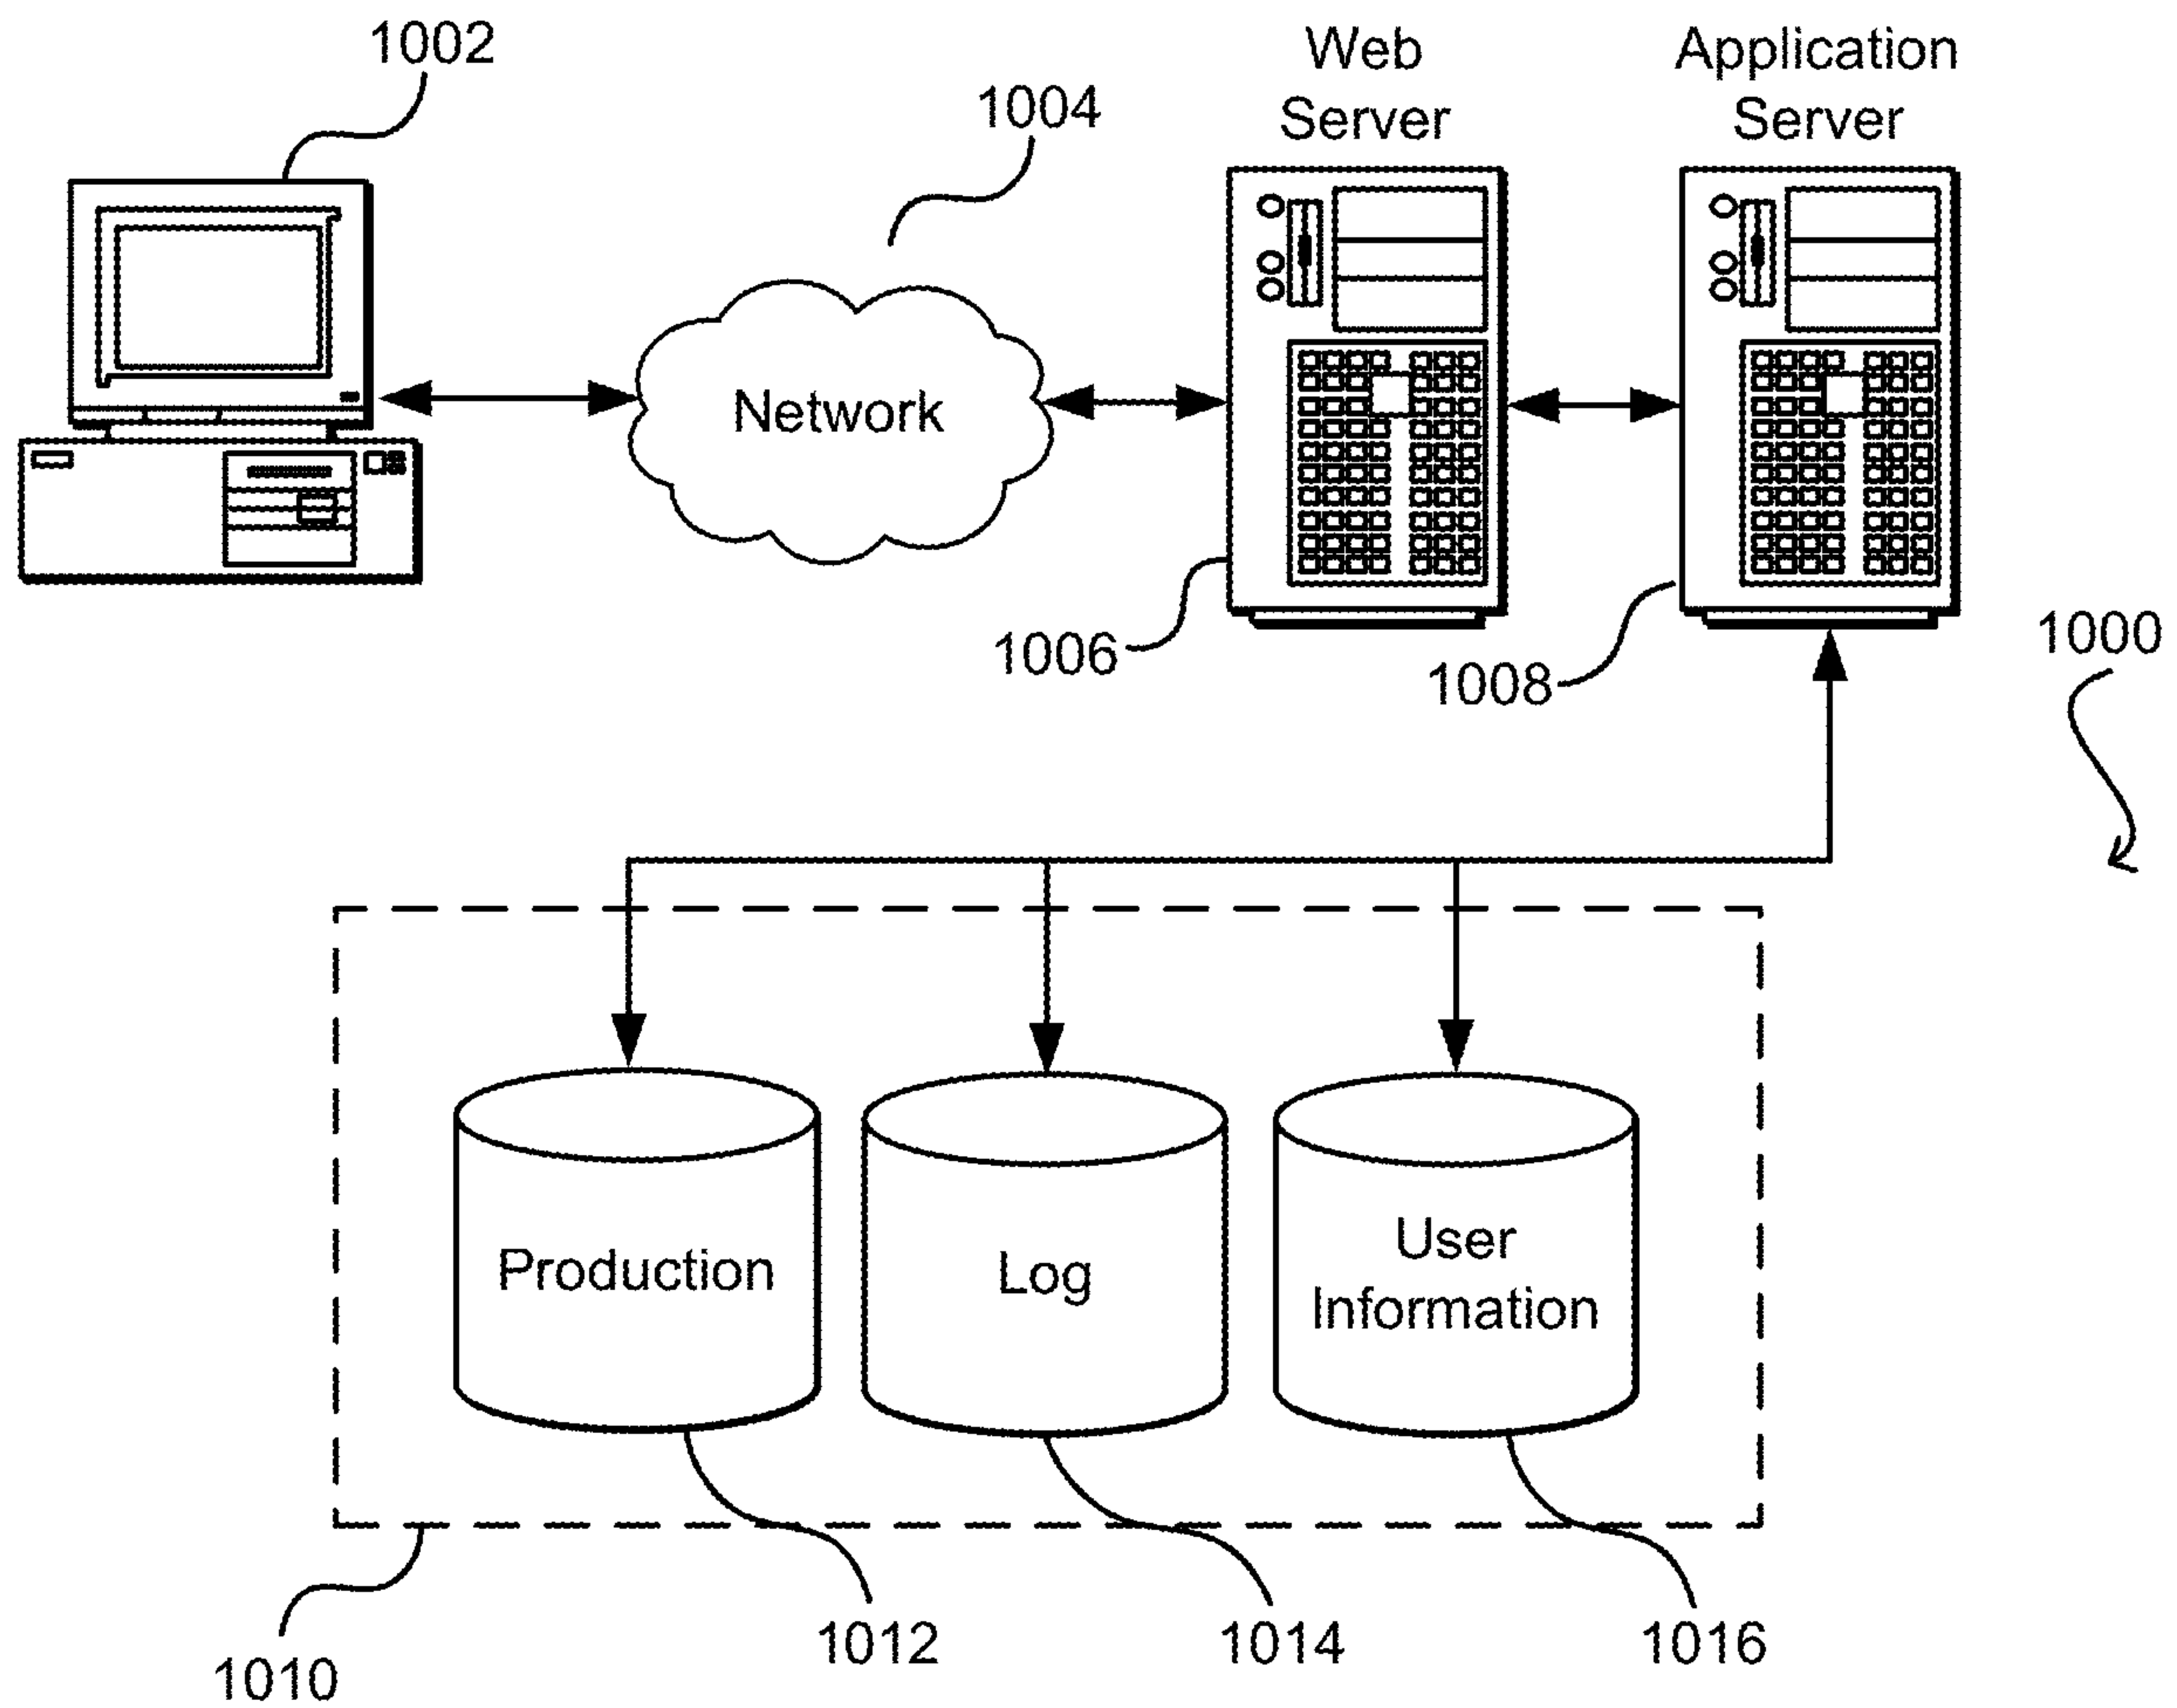 1002
1004
Web
Server
Application
Server
Network
1006
1008
1000
Production
Log
User
Information
1010
1012
1014
1016